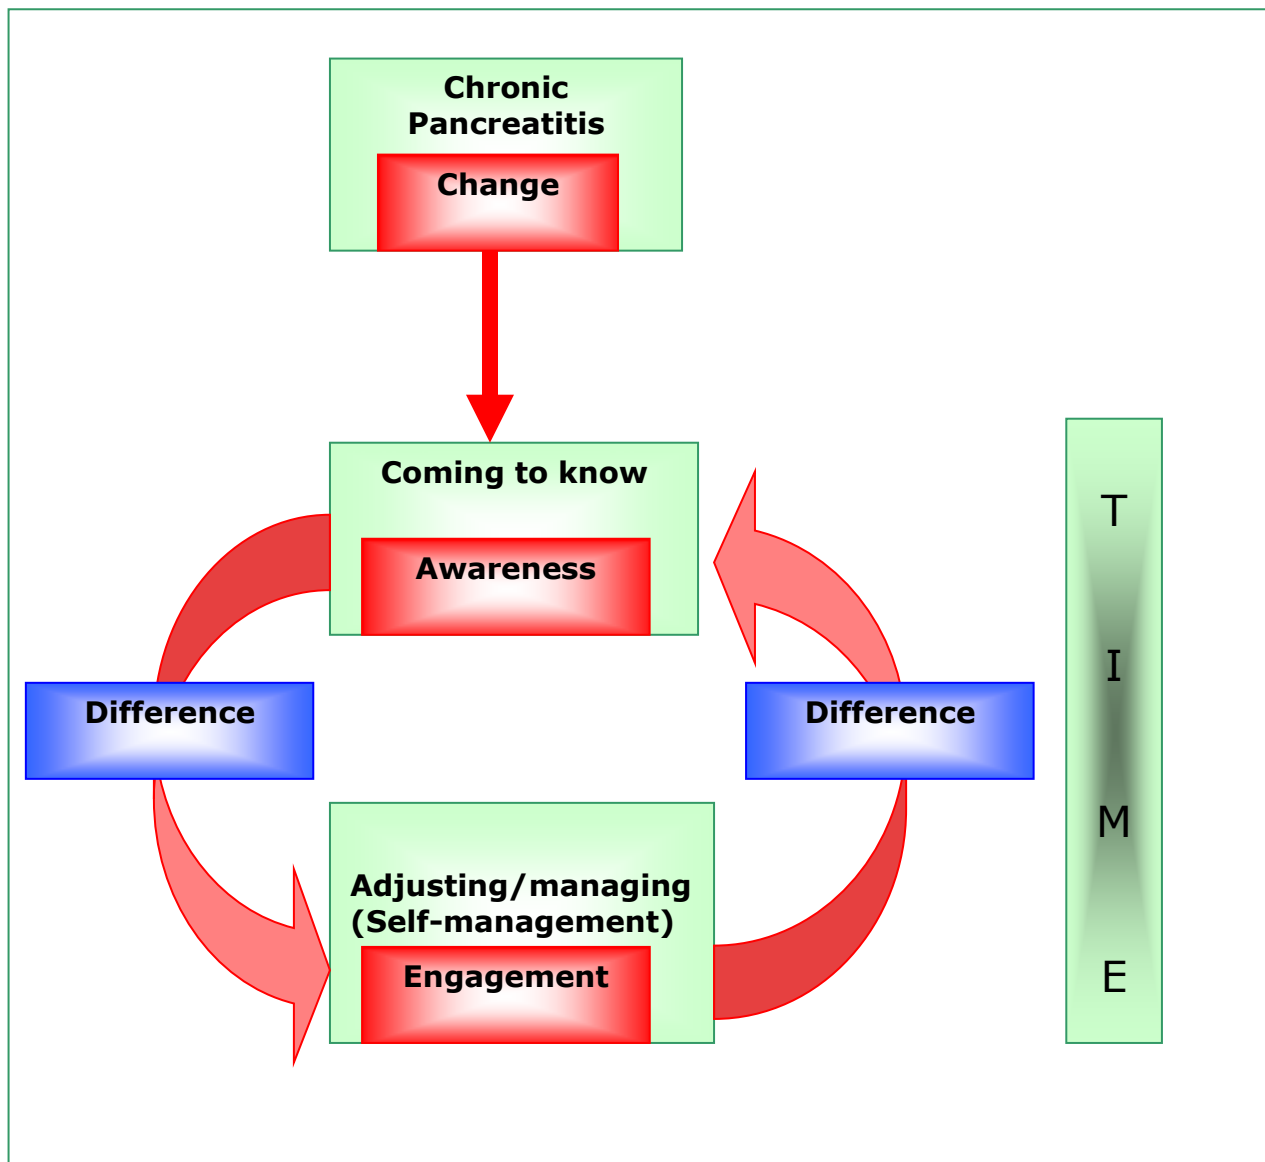 Chronic
Pancreatitis
Change
Coming to know
Awareness
Difference
Difference
Adjusting/managing
(Self-management)
Engagement
T
I
M
E